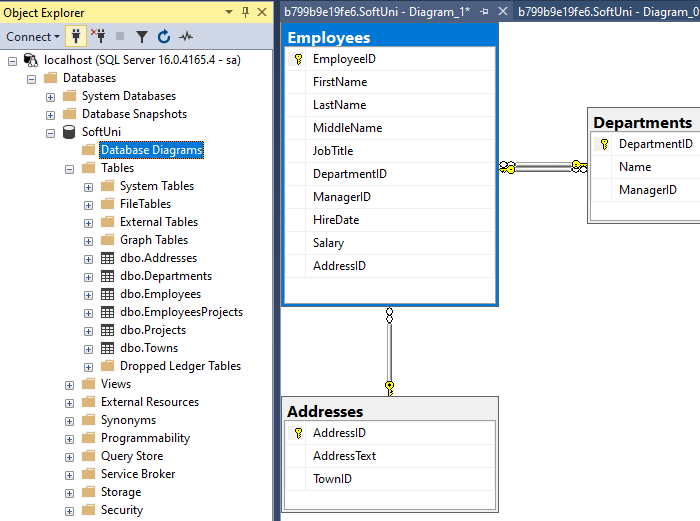 Object Explorer
Connect
localhost (SQL Server 16.0.4165.4 - sa)
Databases
System Databases
Database Snapshots
SoftUni
Database Diagrams
Tables
System Tables
FileTables
External Tables
Graph Tables
dbo.Addresses
dbo.Departments
dbo.Employees
dbo.EmployeesProjects
dbo.Projects
dbo.Towns
Dropped Ledger Tables
Views
External Resources
Synonyms
Programmability
Query Store
Service Broker
Storage
Security
b799b9e19fe6.SoftUni - Diagram_1*
b799b9e19fe6.SoftUni - Diagram_0
Employees
EmployeeID
FirstName
LastName
MiddleName
JobTitle
DepartmentID
ManagerID
HireDate
Salary
AddressID
Departments
DepartmentID
Name
ManagerID
Addresses
AddressID
AddressText
TownID